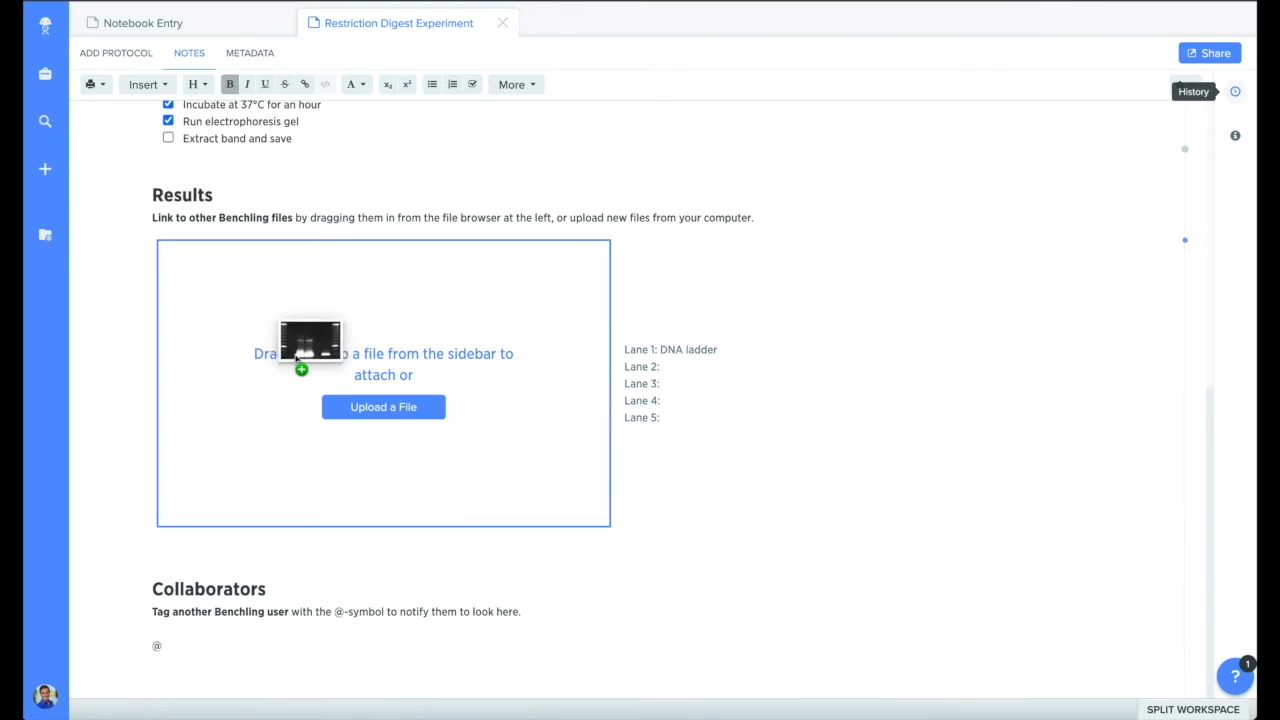 Notebook Entry
Restriction Digest Experiment
ADD PROTOCOL NOTES METADATA
Share
Insert H B I U S A x₂ x² More
History
Incubate at 37°C for an hour
Run electrophoresis gel
Extract band and save
Results
Link to other Benchling files by dragging them in from the file browser at the left, or upload new files from your computer.
a file from the sidebar to
attach or
Upload a File
Lane 1: DNA ladder
Lane 2:
Lane 3:
Lane 4:
Lane 5:
Collaborators
Tag another Benchling user with the @-symbol to notify them to look here.
@
1
?
SPLIT WORKSPACE